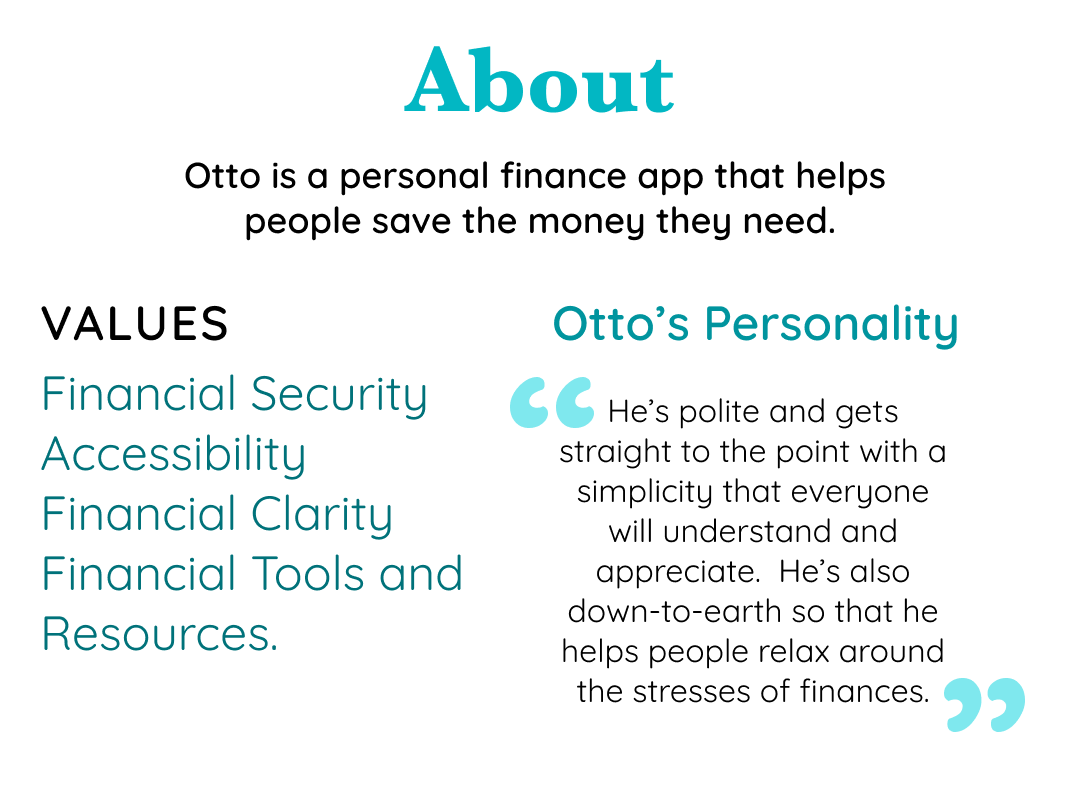 About
Otto is a personal finance app that helps
people save the money they need.
VALUES
Financial Security
Accessibility
Financial Clarity
Financial Tools and
Resources.
Otto’s Personality
“ He’s polite and gets
straight to the point with a
simplicity that everyone
will understand and
appreciate.  He’s also
down-to-earth so that he
helps people relax around
the stresses of finances. ”